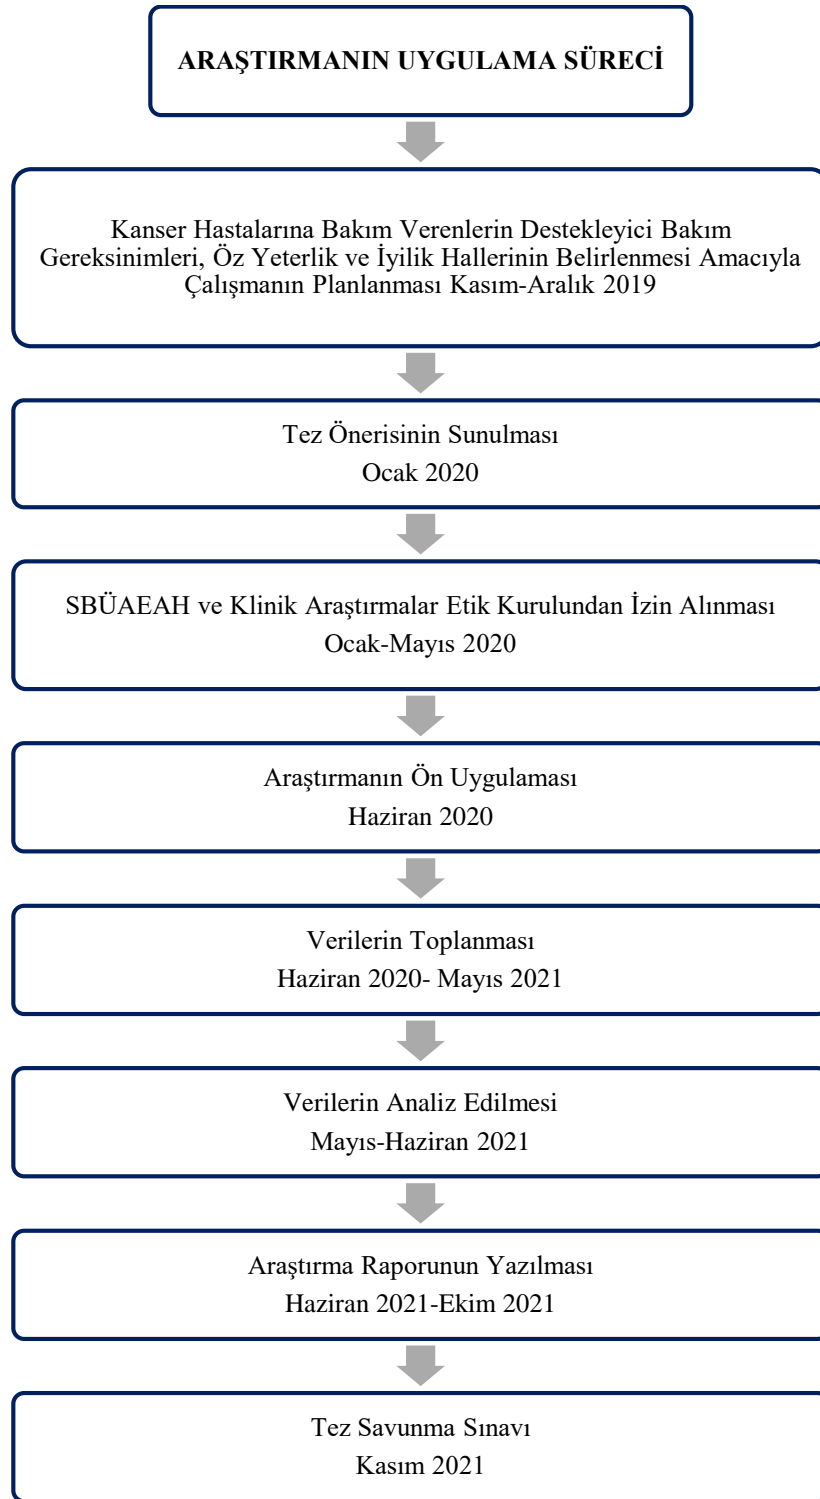 ARAŞTIRMANIN UYGULAMA SÜRECİ
Kanser Hastalarına Bakım Verenlerin Destekleyici Bakım
Gereksinimleri, Öz Yeterlik ve İyilik Hallerinin Belirlenmesi Amacıyla
Çalışmanın Planlanması Kasım-Aralık 2019
Tez Önerisinin Sunulması
Ocak 2020
SBÜAEAH ve Klinik Araştırmalar Etik Kurulundan İzin Alınması
Ocak-Mayıs 2020
Araştırmanın Ön Uygulaması
Haziran 2020
Verilerin Toplanması
Haziran 2020- Mayıs 2021
Verilerin Analiz Edilmesi
Mayıs-Haziran 2021
Araştırma Raporunun Yazılması
Haziran 2021-Ekim 2021
Tez Savunma Sınavı
Kasım 2021